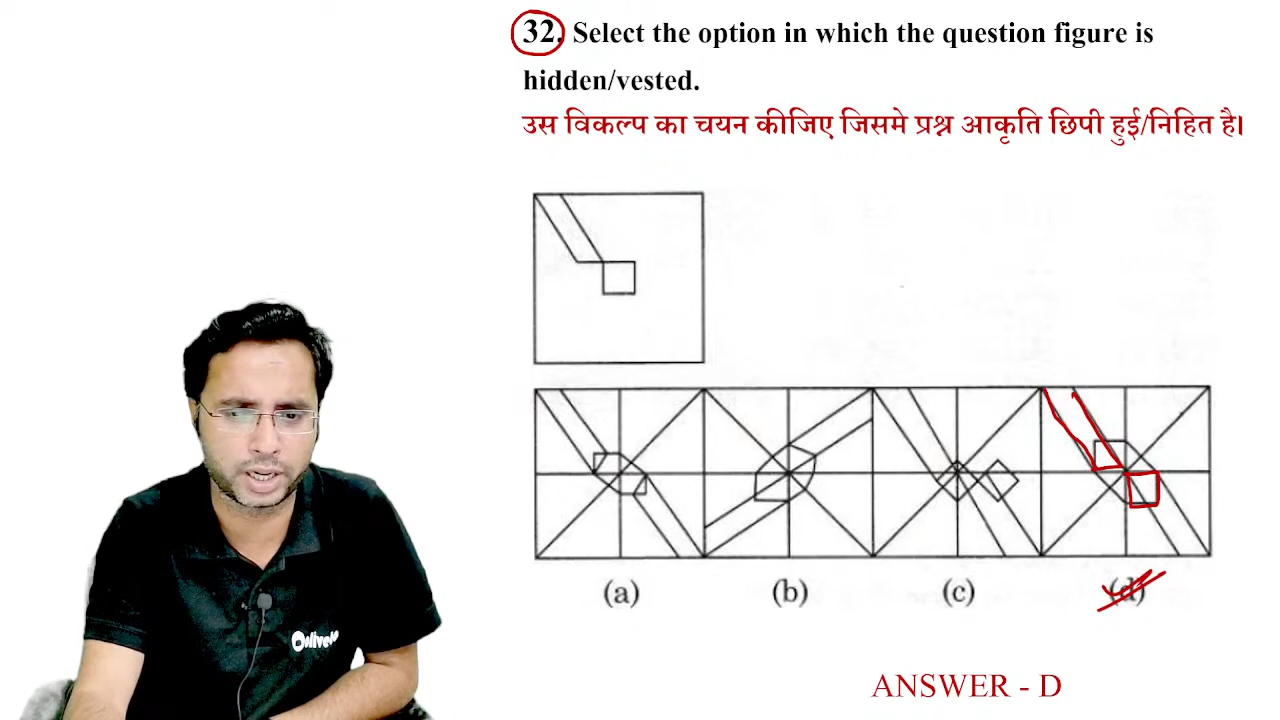 32. Select the option in which the question figure is
hidden/vested.
उस विकल्प का चयन कीजिए जिसमे प्रश्न आकृति छिपी हुई/निहित है।
(a) (b) (c) (d)
ANSWER - D